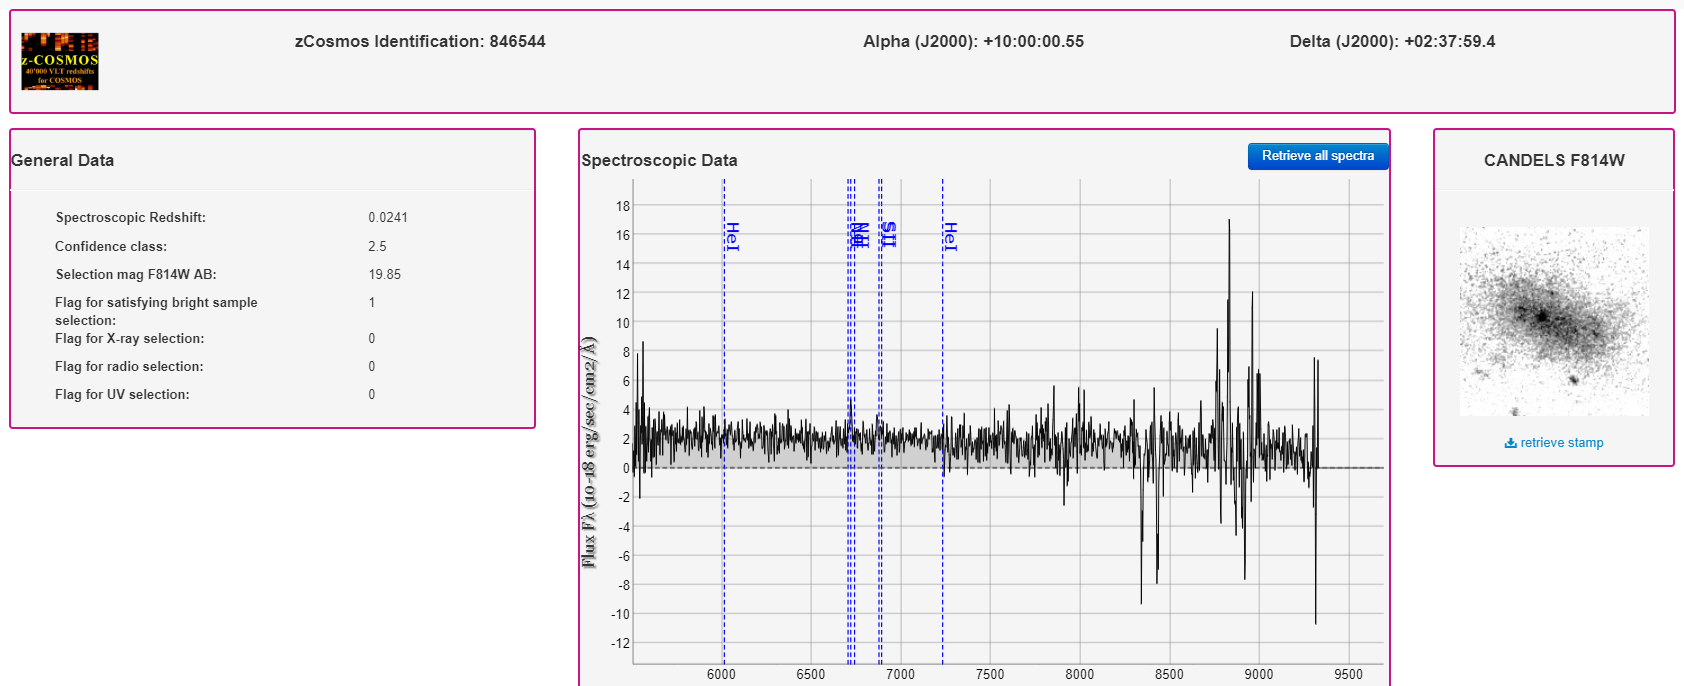 z-COSMOS
40'000 VLT redshifts
for COSMOS
zCosmos Identification: 846544
Alpha (J2000): +10:00:00.55
Delta (J2000): +02:37:59.4
General Data
Spectroscopic Redshift: 0.0241
Confidence class: 2.5
Selection mag F814W AB: 19.85
Flag for satisfying bright sample 1
selection:
Flag for X-ray selection: 0
Flag for radio selection: 0
Flag for UV selection: 0
Spectroscopic Data
Retrieve all spectra
Flux Fλ (10-18 erg/sec/cm2/Å)
18
16
14
12
10
8
6
4
2
0
-2
-4
-6
-8
-10
-12
HeI
NII
SII
HeI
6000 6500 7000 7500 8000 8500 9000 9500
CANDELS F814W
retrieve stamp